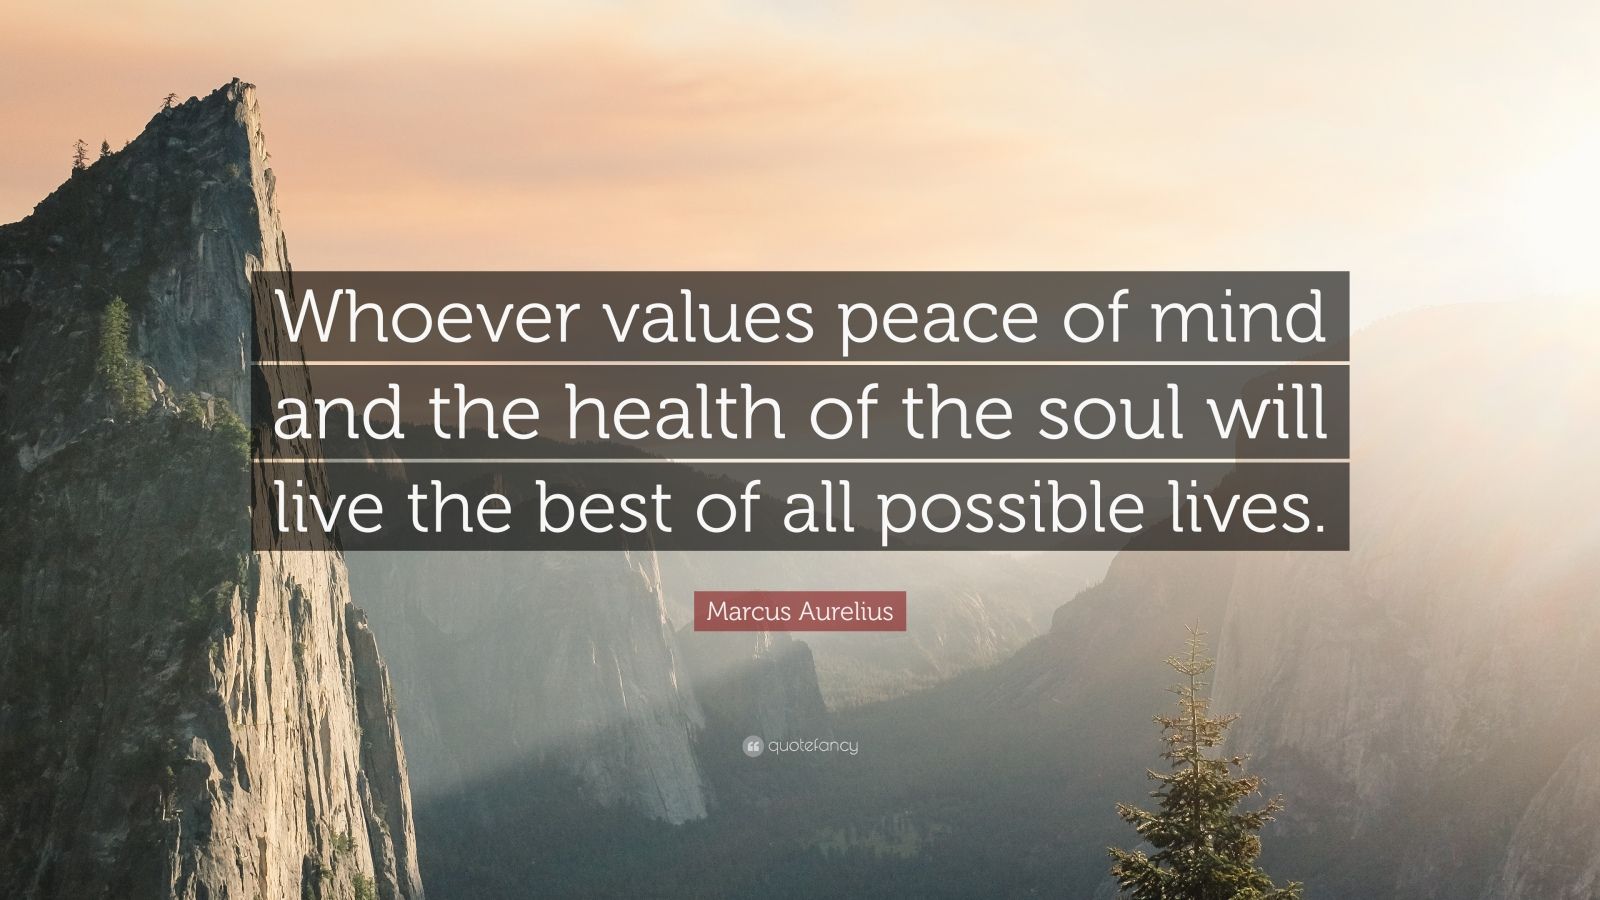 Whoever values peace of mind
and the health of the soul will
live the best of all possible lives.
Marcus Aurelius
quotefancy